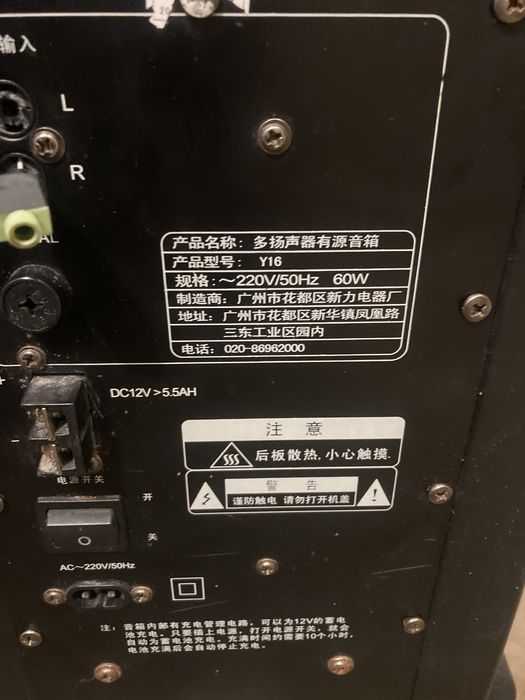 输入
L
R
AL
产品名称: 多扬声器有源音箱
产品型号: Y16
规格:～220V/50Hz 60W
制造商: 广州市花都区新力电器厂
地址: 广州市花都区新华镇凤凰路
三东工业区园内
电话: 020-86962000
+
DC12V>5.5AH
-
注 意
后板散热,小心触摸.
警 告
谨防触电 请勿打开机盖
电源开关
开
关
AC～220V/50Hz
注: 音箱内部有充电管理电路, 可以为12V的蓄电
池充电, 只要插上电源, 打开电源开关, 就会
自动为蓄电池充电, 充满时间约需要10个小时,
电池充满后会自动停止充电.